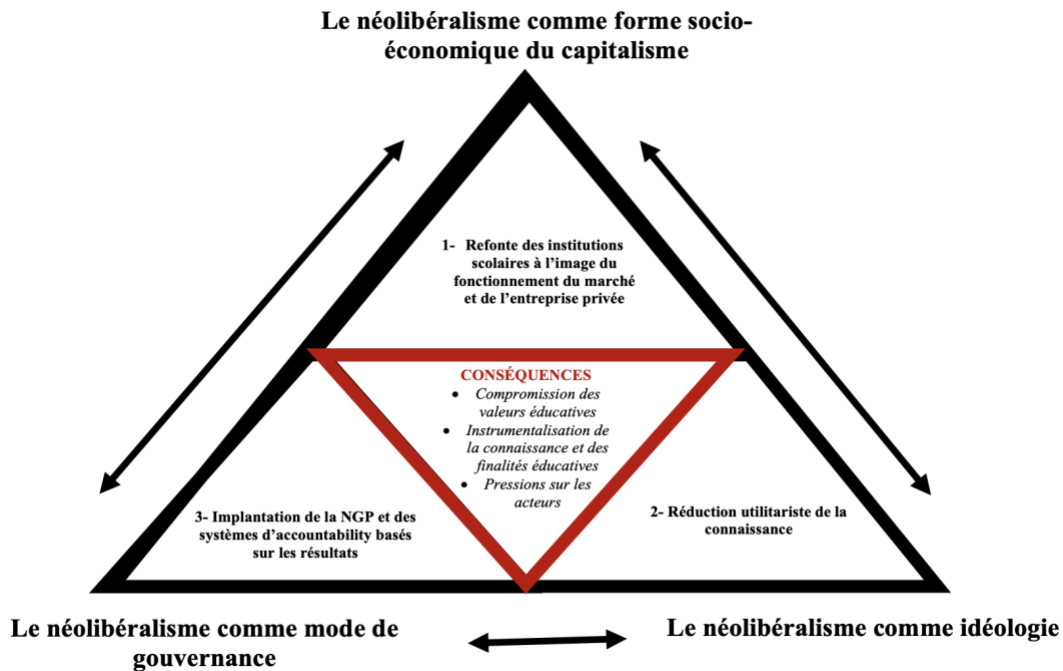 Le néolibéralisme comme forme socio-
économique du capitalisme
1- Refonte des institutions
scolaires à l'image du
fonctionnement du marché
et de l'entreprise privée
CONSÉQUENCES
• Compromission des
valeurs éducatives
• Instrumentalisation de
la connaissance et des
finalités éducatives
• Pressions sur les
acteurs
3- Implantation de la NGP et des
systèmes d'accountability basés
sur les résultats
2- Réduction utilitariste de la
connaissance
Le néolibéralisme comme mode de
gouvernance
Le néolibéralisme comme idéologie